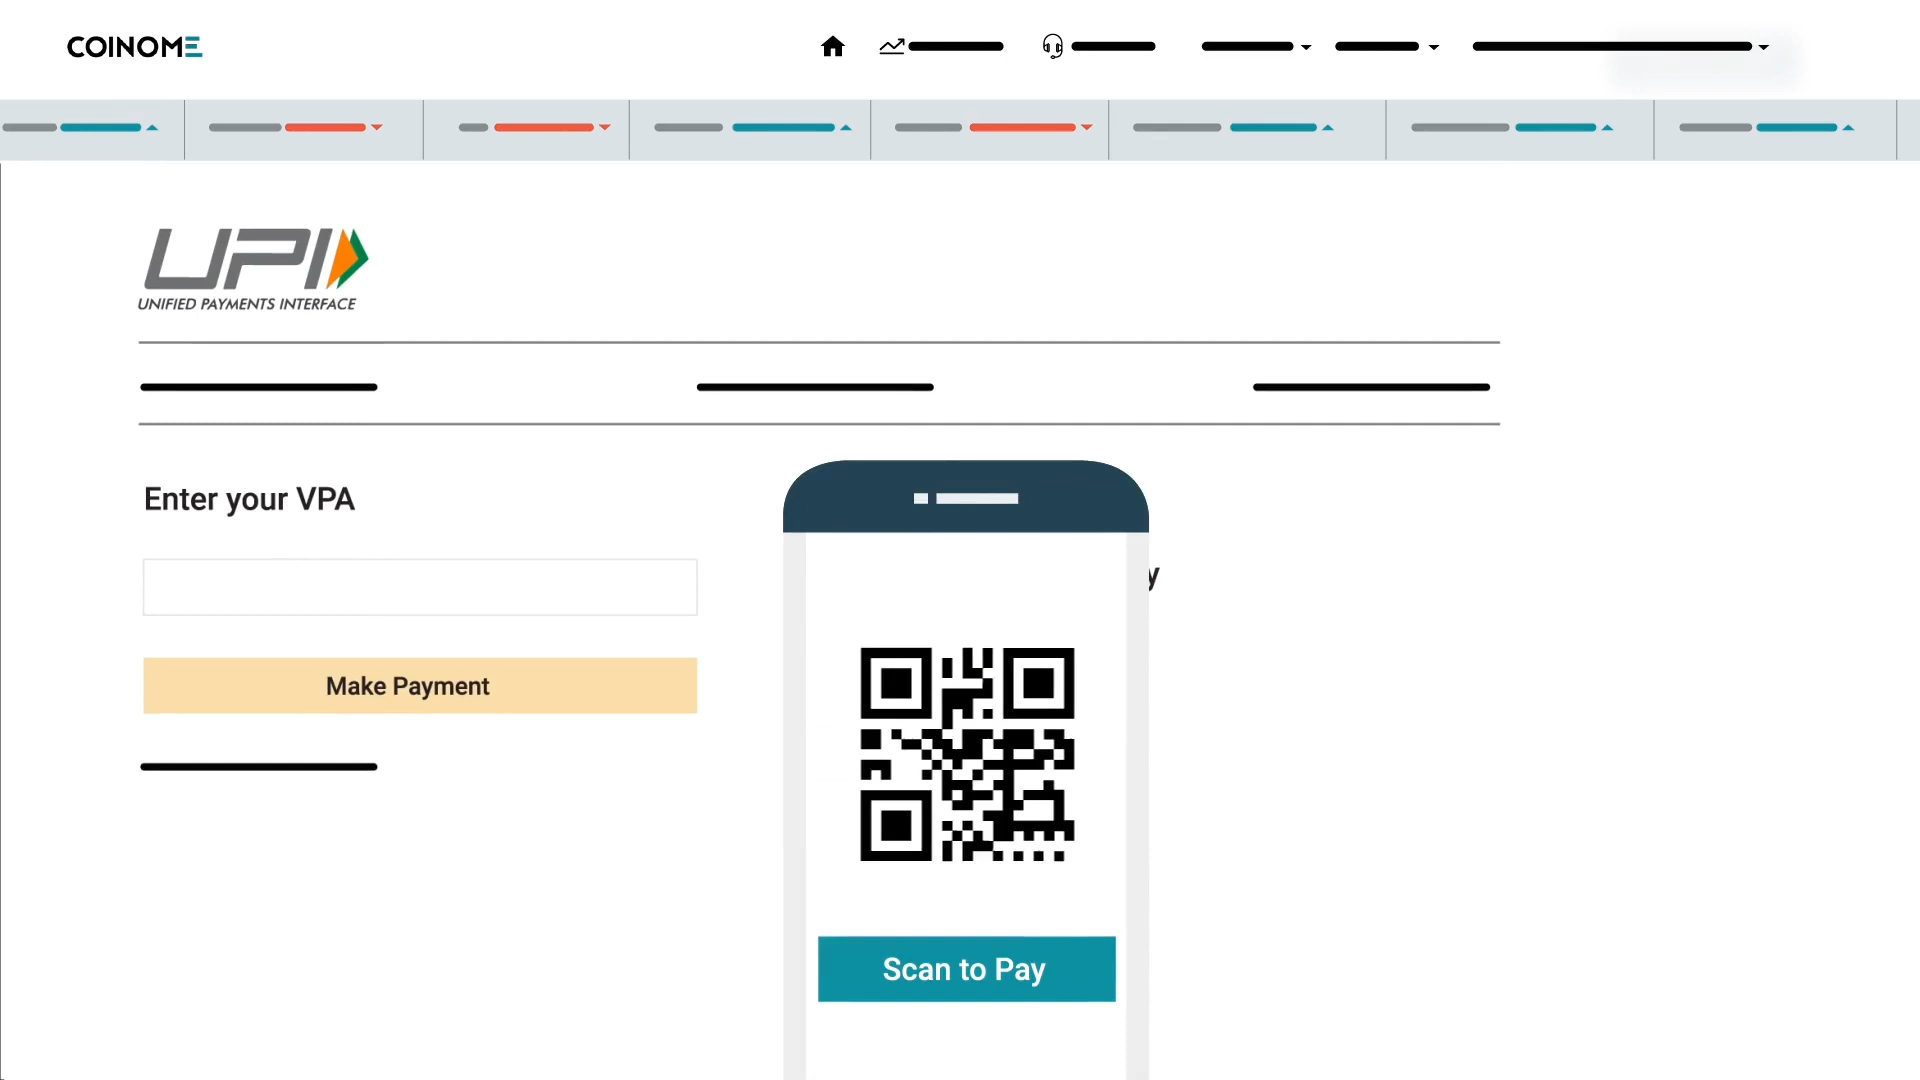 COINOME
UPI
UNIFIED PAYMENTS INTERFACE
Enter your VPA
y
Make Payment
Scan to Pay